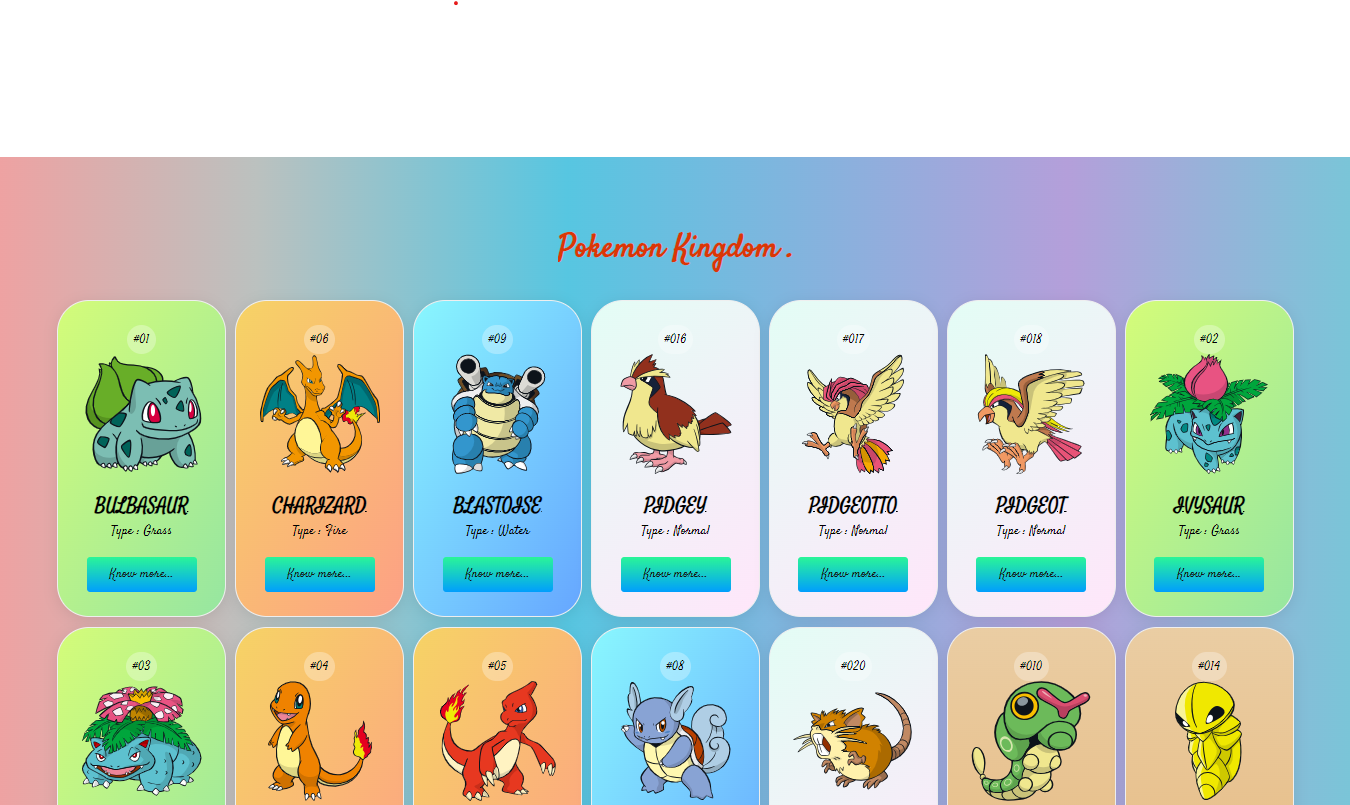 Pokemon Kingdom .
#01
#06
#09
#016
#017
#018
#02
BULBASAUR
CHARIZARD
BLASTOISE
PIDGEY
PIDGEOTTO
PIDGEOT
IVYSAUR
Type : Grass
Type : Fire
Type : Water
Type : Normal
Type : Normal
Type : Normal
Type : Grass
Know more...
Know more...
Know more...
Know more...
Know more...
Know more...
Know more...
#03
#04
#05
#08
#020
#010
#014